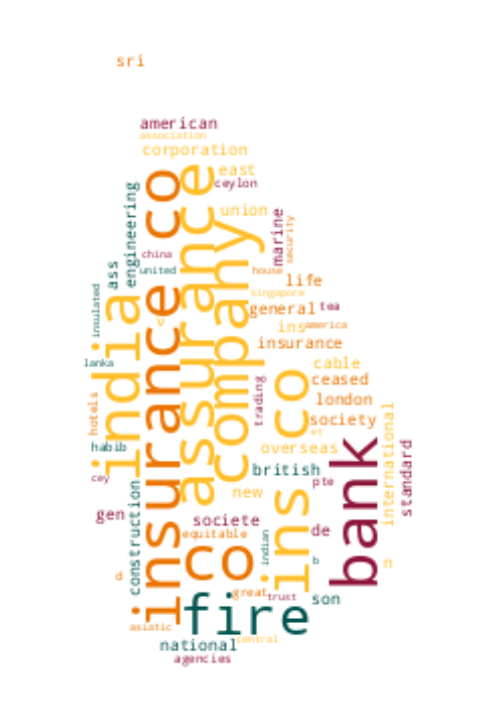 sri
american
association
corporation
east
ceylon
engineering
insurance co
assurance
company
union
marine
security
china
united
house
ass
life
singapore
insulated
india
general
tea
v
ins
america
insurance
lanka
cable
ceased
trading
ins co
london
hotels
society
et
international
standard
bank
habib
overseas
british
cey
pte
new
construction
gen
societe
de
equitable
indian
co
b
n
d
great
trust
son
fire
asiatic
central
national
agencies